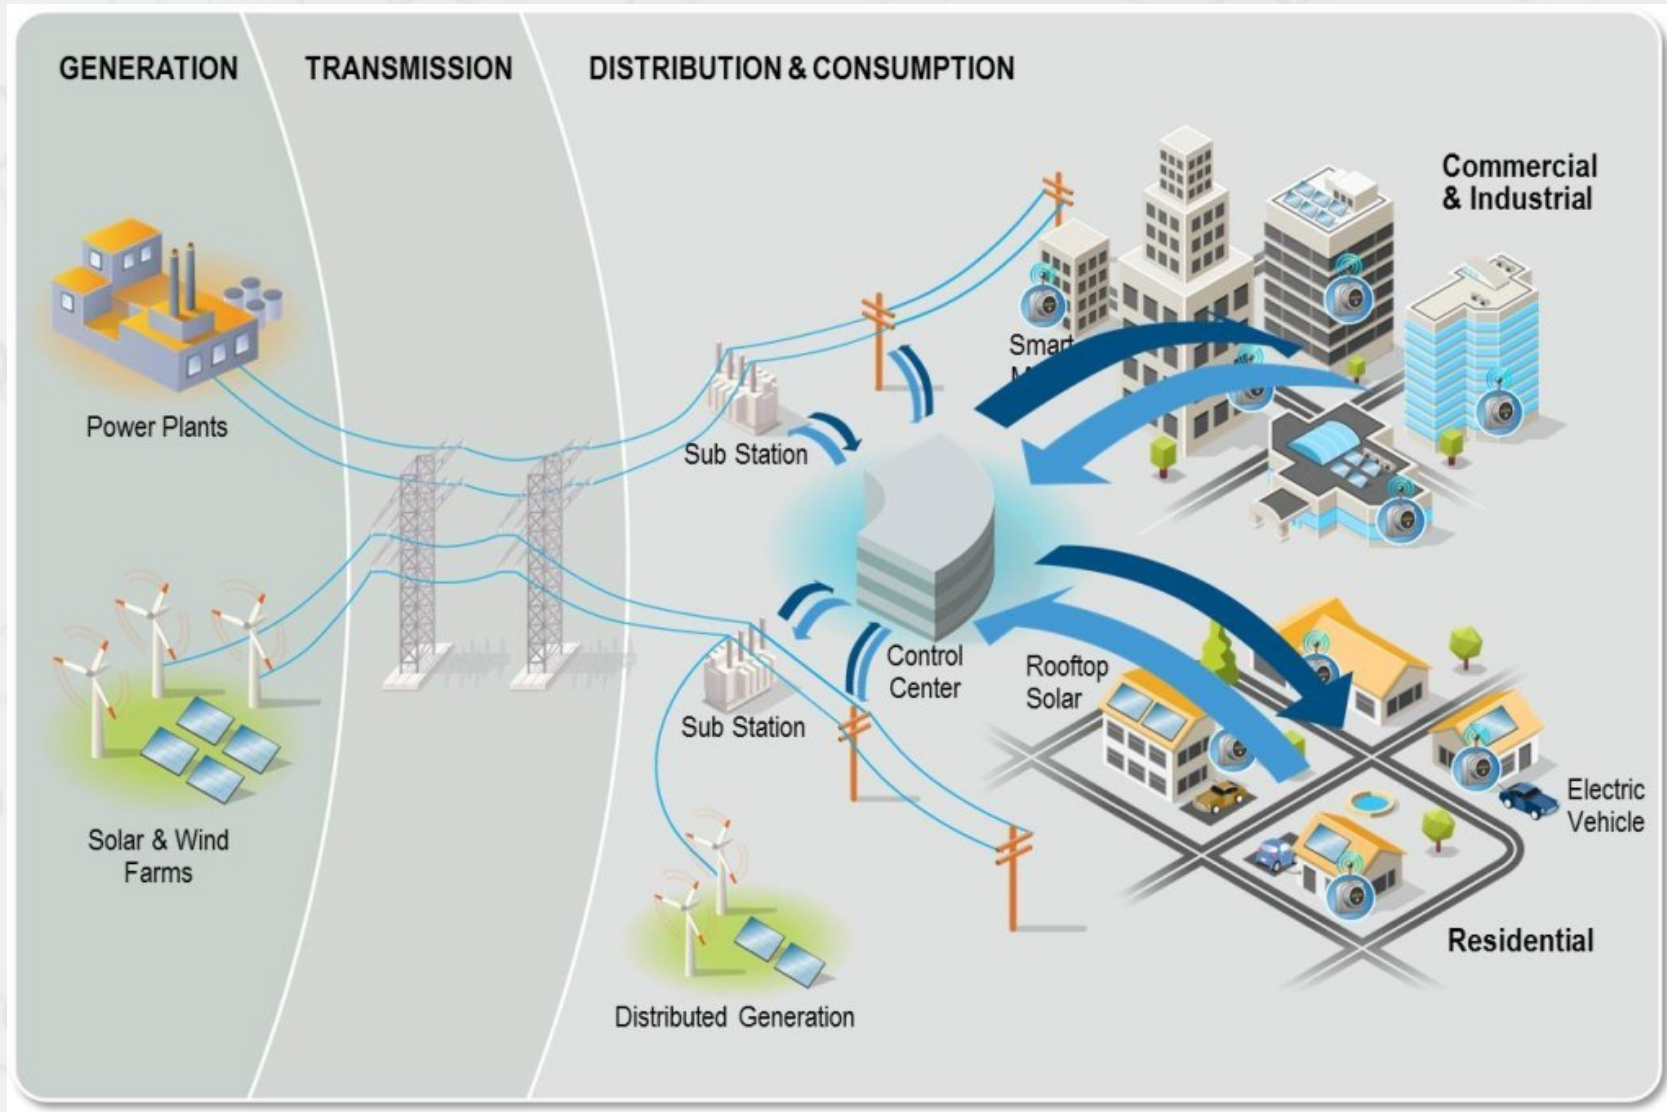 GENERATION
TRANSMISSION
DISTRIBUTION & CONSUMPTION
Commercial
& Industrial
Power Plants
Smart
Sub Station
Control
Center
Rooftop
Solar
Sub Station
Electric
Vehicle
Solar & Wind
Farms
Residential
Distributed Generation